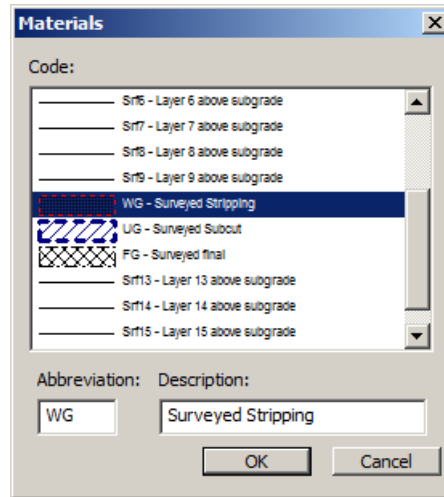 Materials
Code:
Srf6 - Layer 6 above subgrade
Srf7 - Layer 7 above subgrade
Srf8 - Layer 8 above subgrade
Srf9 - Layer 9 above subgrade
WG - Surveyed Stripping
UG - Surveyed Subcut
FG - Surveyed final
Srf13 - Layer 13 above subgrade
Srf14 - Layer 14 above subgrade
Srf15 - Layer 15 above subgrade
Abbreviation: Description:
WG Surveyed Stripping
OK Cancel